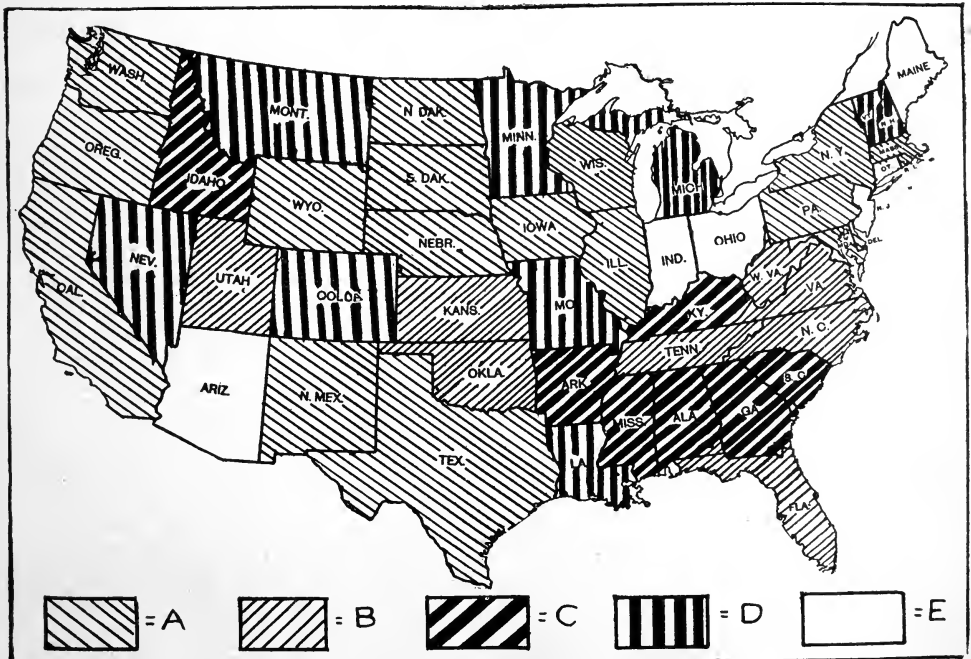 WASH.
MONT.
N. DAK.
MINN.
MAINE
OREG.
IDAHO
S. DAK.
WIS.
MICH.
N.Y.
VT.
N.H.
MASS.
CT.
R.I.
WYO.
NEBR.
IOWA
PA.
N.J.
NEV.
UTAH
COLO.
KANS.
MO.
ILL.
IND.
OHIO
W. VA.
VA.
MD.
DEL.
CAL.
KY.
ARIZ.
N. MEX.
OKLA.
ARK.
TENN.
N. C.
S. C.
TEX.
LA.
MISS.
ALA.
GA.
FLA.
= A
= B
= C
= D
= E